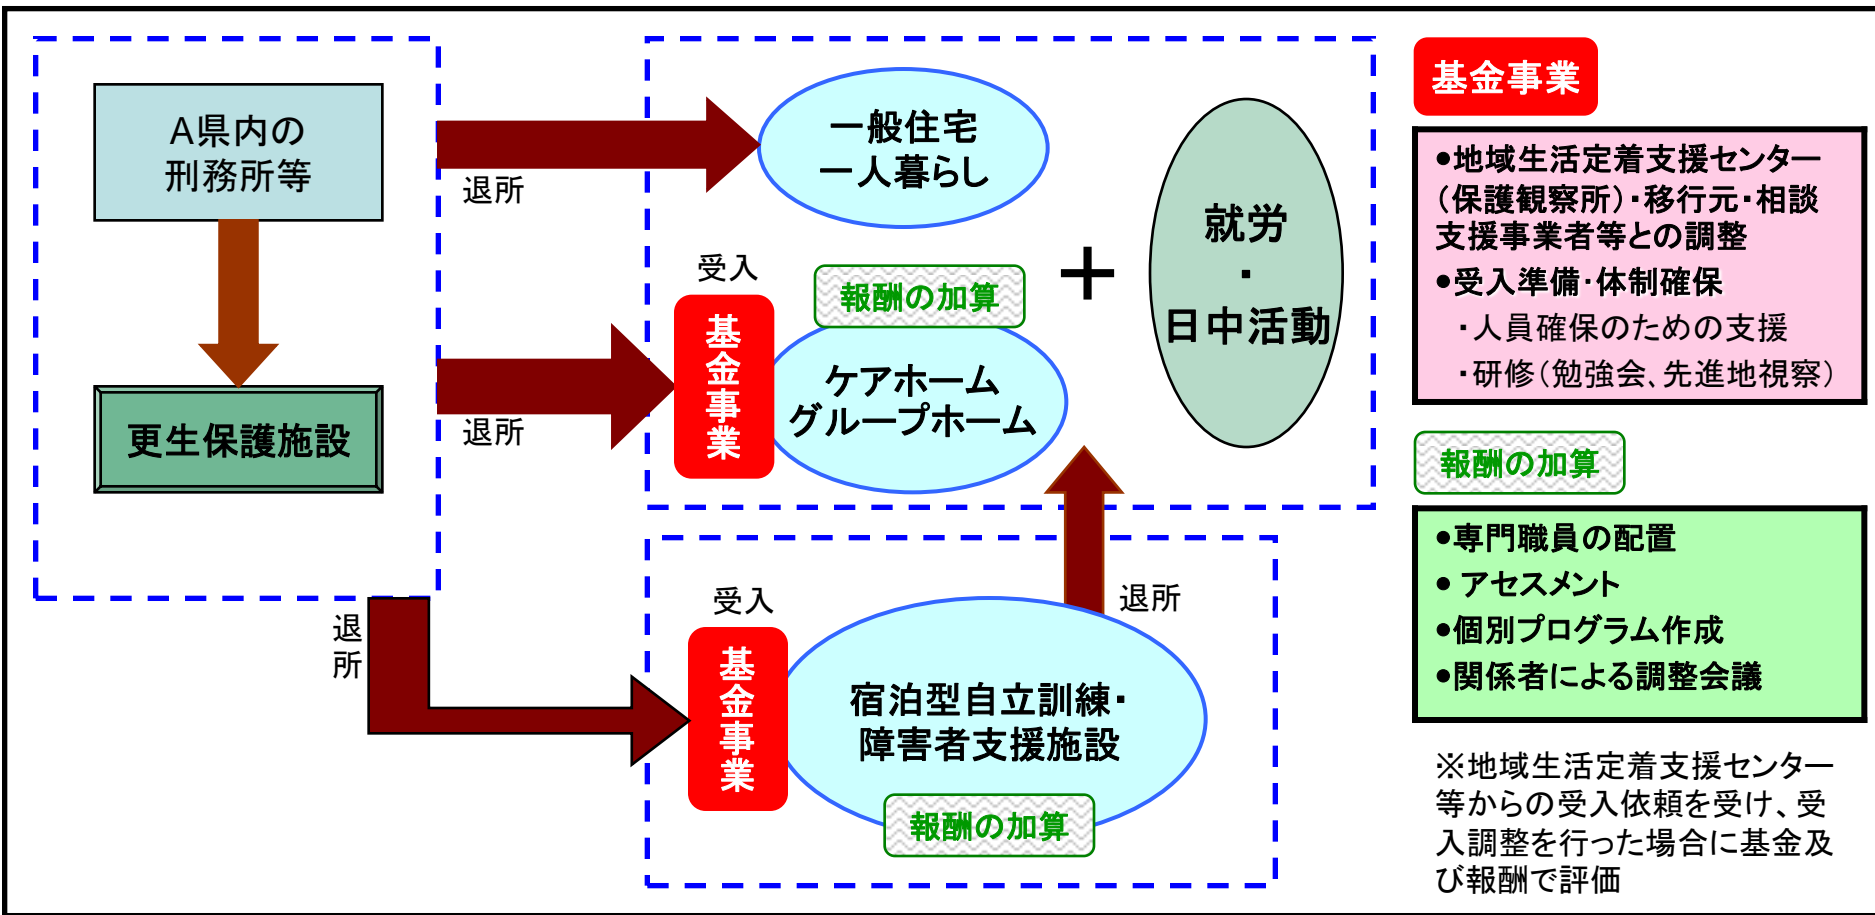 A県内の
刑務所等
更生保護施設
退所
一般住宅
一人暮らし
退所
受入
基金事業
報酬の加算
ケアホーム
グループホーム
＋
就労
・
日中活動
退所
受入
基金事業
宿泊型自立訓練・
障害者支援施設
報酬の加算
退所
基金事業
●地域生活定着支援センター
（保護観察所）・移行元・相談
支援事業者等との調整
●受入準備・体制確保
・人員確保のための支援
・研修（勉強会、先進地視察）
報酬の加算
●専門職員の配置
● アセスメント
●個別プログラム作成
●関係者による調整会議
※地域生活定着支援センター
等からの受入依頼を受け、受
入調整を行った場合に基金及
び報酬で評価